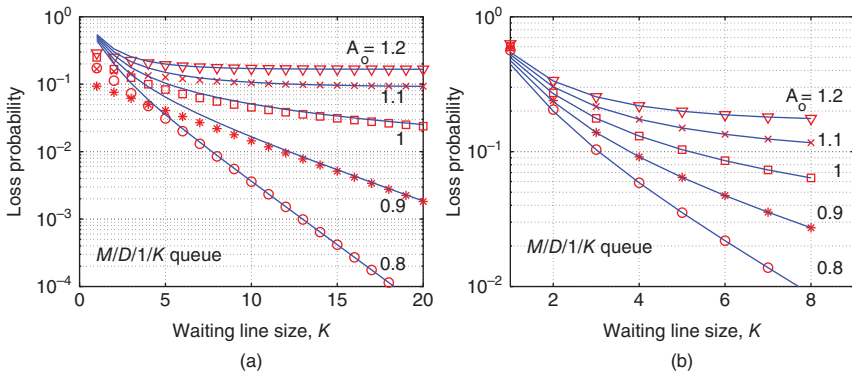 10^0
10^-1
10^-2
10^-3
10^-4
Loss probability
A_o = 1.2
1.1
1
0.9
0.8
M/D/1/K queue
0 5 10 15 20
Waiting line size, K
(a)
10^0
10^-1
10^-2
Loss probability
A_o = 1.2
1.1
1
0.9
0.8
M/D/1/K queue
2 4 6 8
Waiting line size, K
(b)